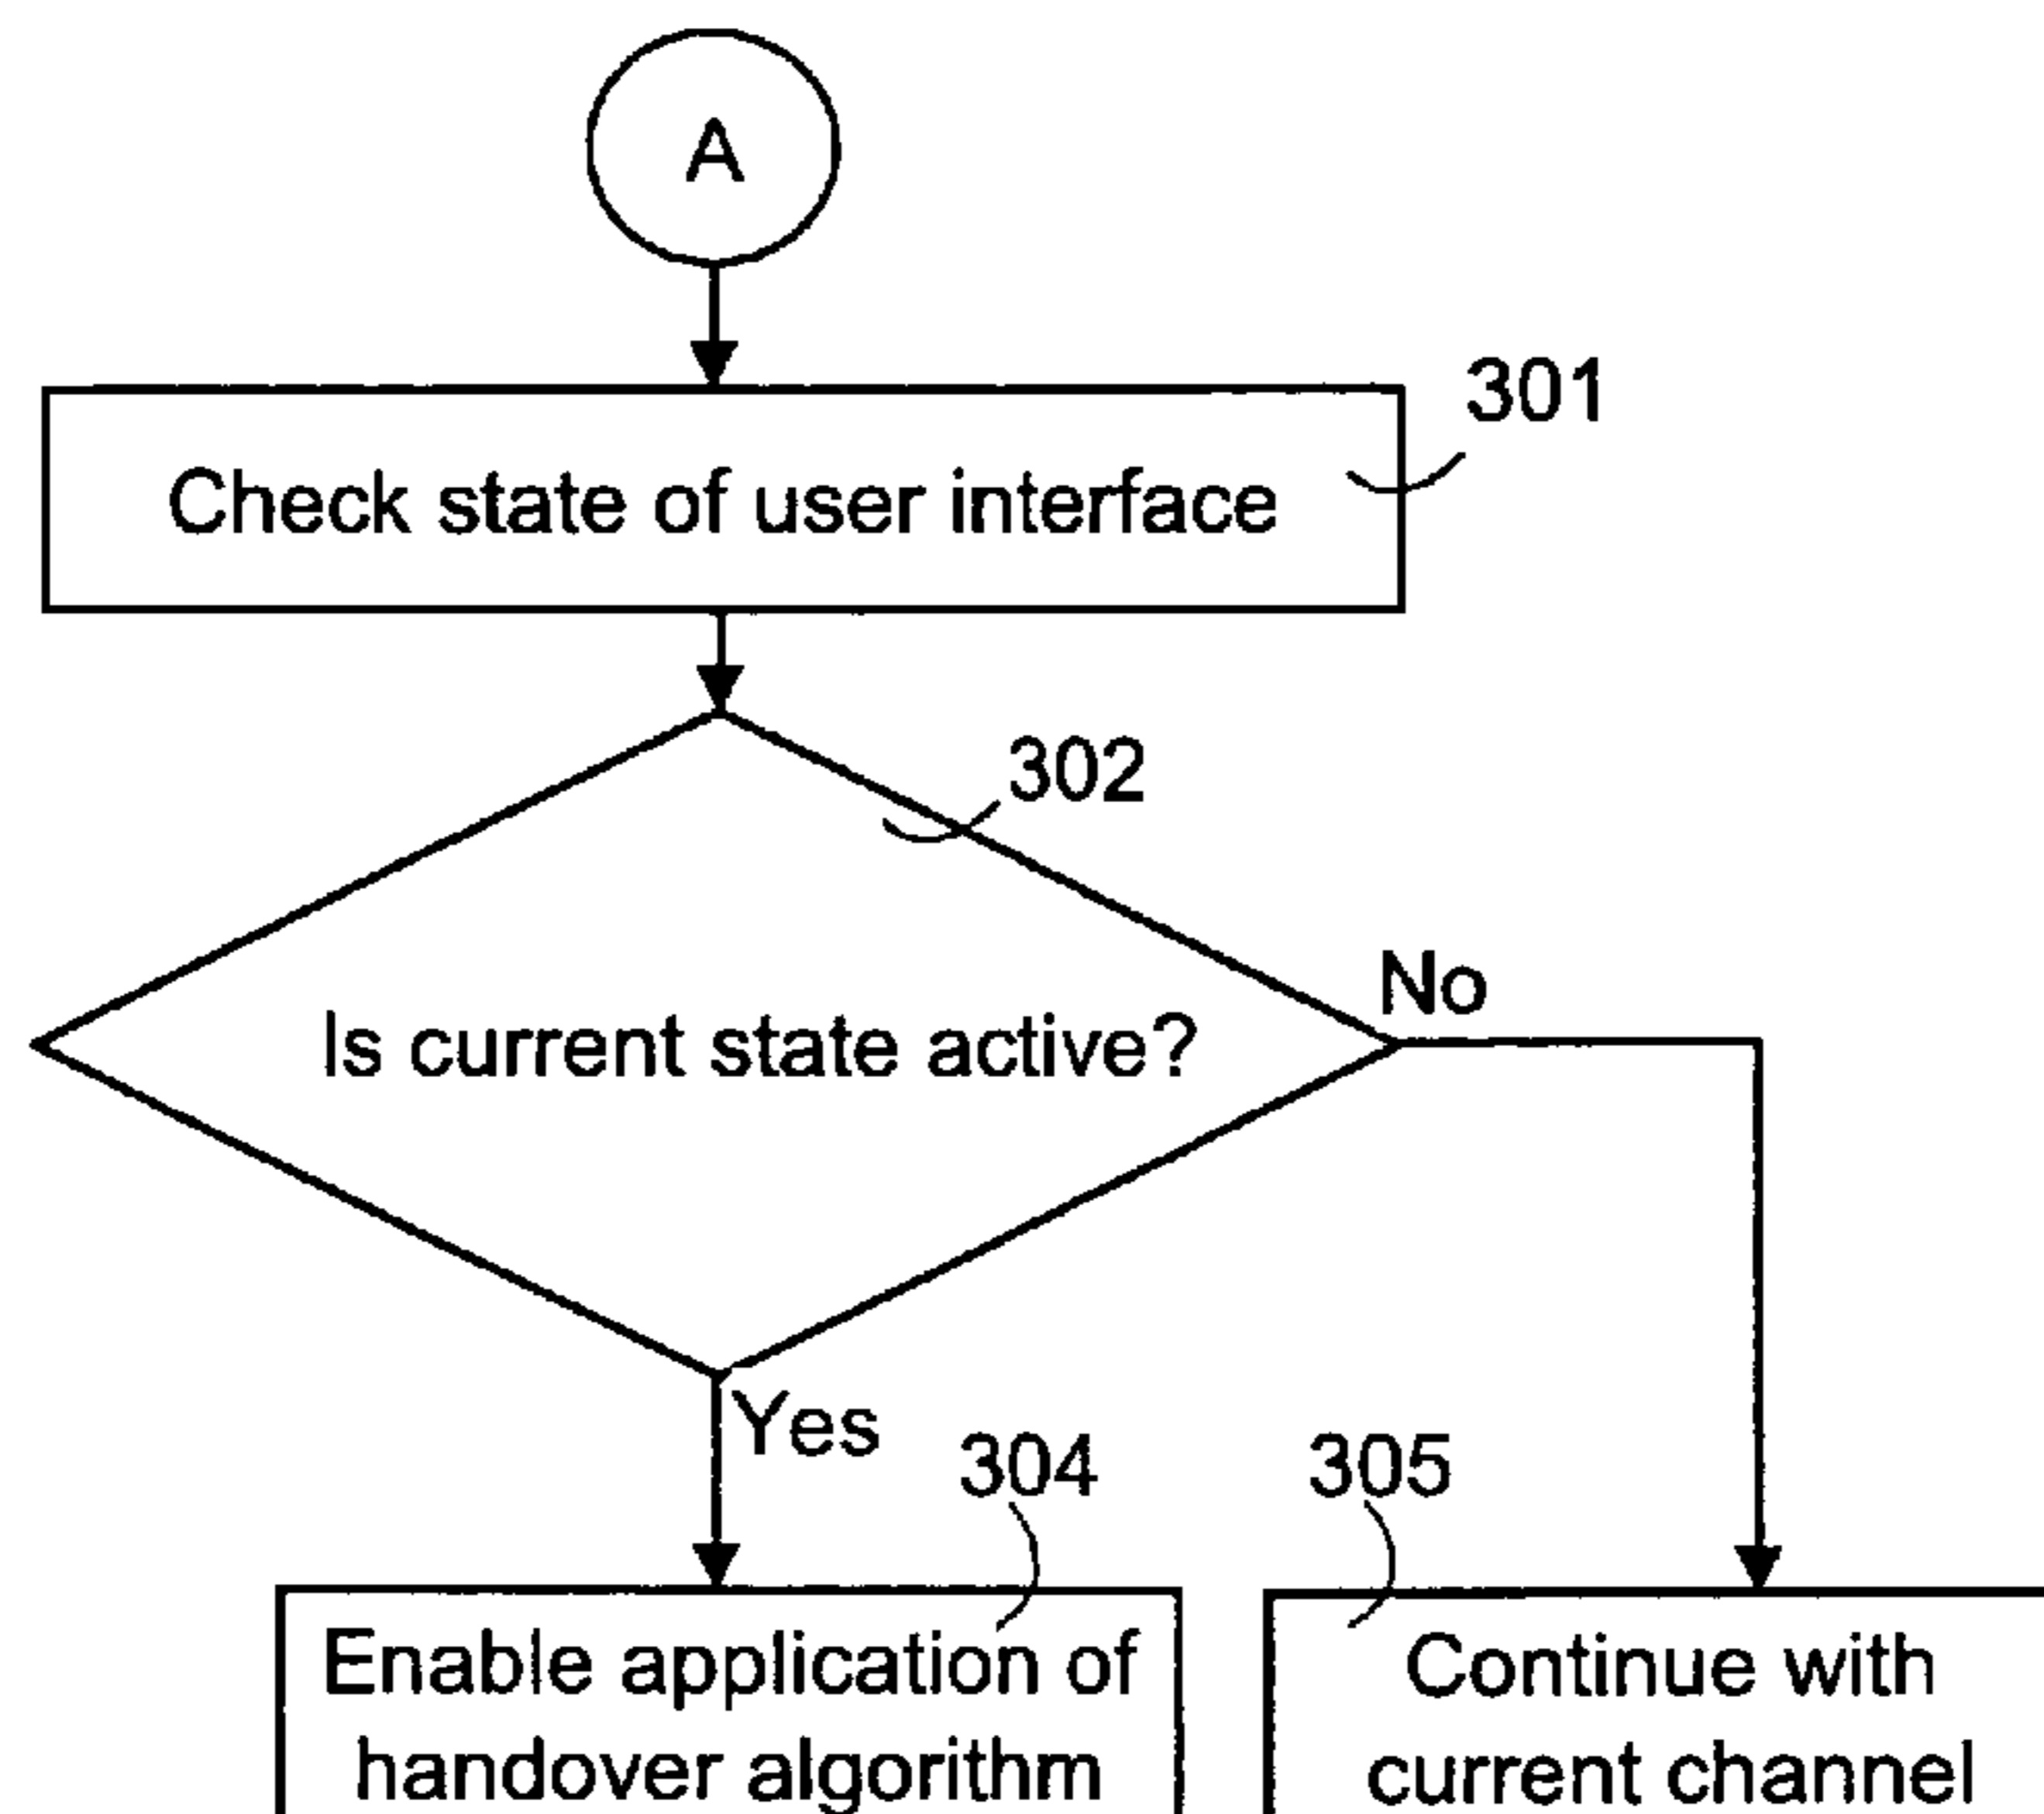 A
301
Check state of user interface
302
Is current state active?
No
Yes
304
305
Enable application of
handover algorithm
Continue with
current channel